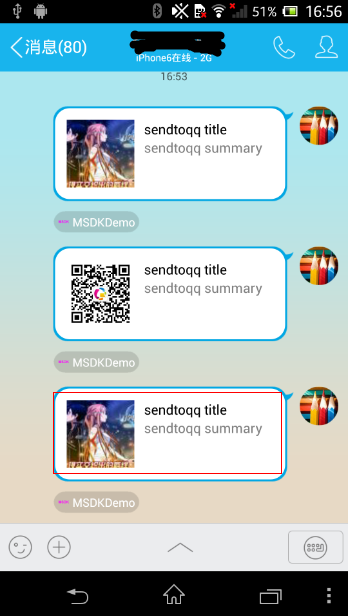 51% 16:56
消息(80)
iPhone6在线 - 2G
16:53
sendtoqq title
sendtoqq summary
MSDKDemo
sendtoqq title
sendtoqq summary
MSDKDemo
sendtoqq title
sendtoqq summary
MSDKDemo